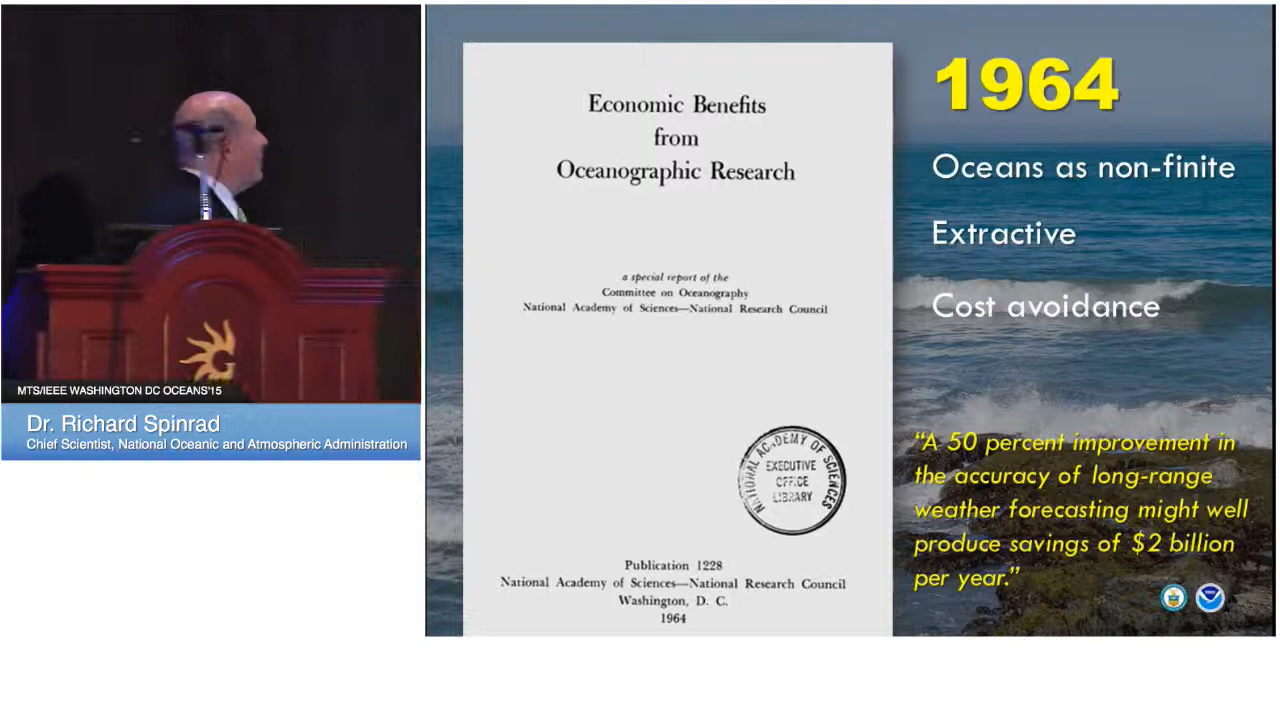 MTS/IEEE WASHINGTON DC OCEANS'15
Dr. Richard Spinrad
Chief Scientist, National Oceanic and Atmospheric Administration
Economic Benefits
from
Oceanographic Research
a special report of the
Committee on Oceanography
National Academy of Sciences—National Research Council
NATIONAL ACADEMY OF SCIENCES
EXECUTIVE
OFFICE
LIBRARY
Publication 1228
National Academy of Sciences—National Research Council
Washington, D. C.
1964
1964
Oceans as non-finite
Extractive
Cost avoidance
“A 50 percent improvement in
the accuracy of long-range
weather forecasting might well
produce savings of $2 billion
per year.”